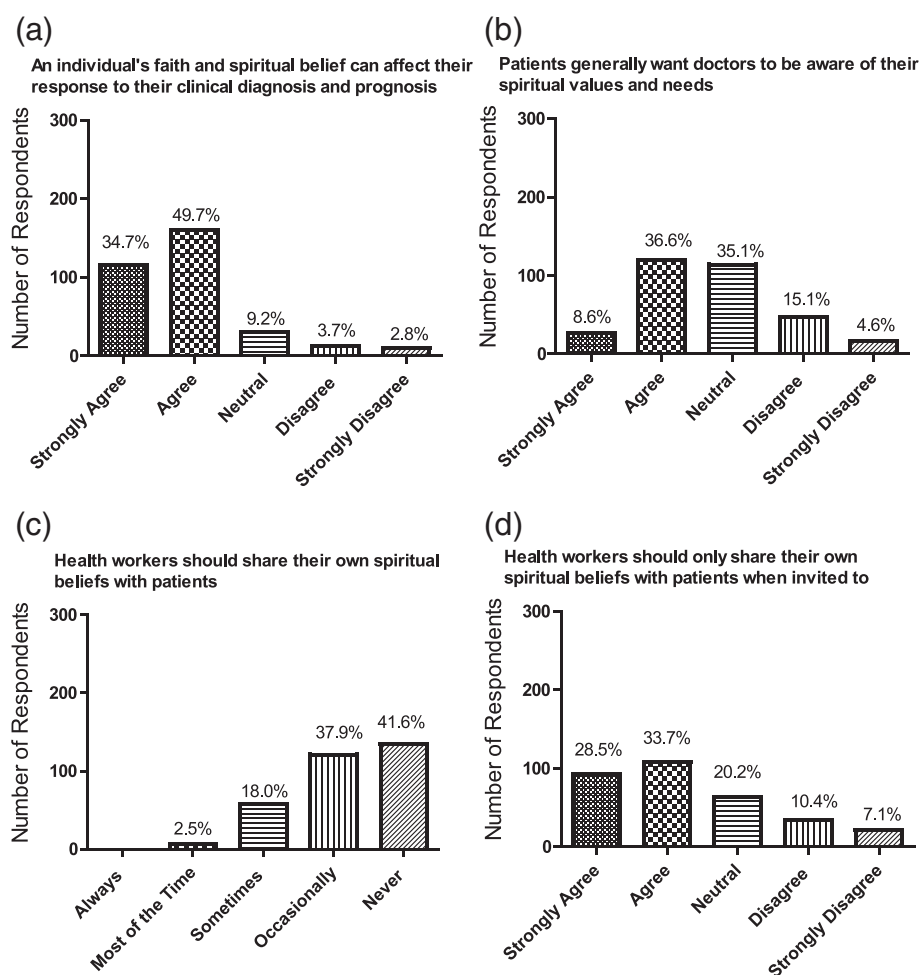 (a)
An individual's faith and spiritual belief can affect their
response to their clinical diagnosis and prognosis
Number of Respondents
300
200
100
0
34.7%
49.7%
9.2%
3.7%
2.8%
Strongly Agree
Agree
Neutral
Disagree
Strongly Disagree
(b)
Patients generally want doctors to be aware of their
spiritual values and needs
Number of Respondents
300
200
100
0
8.6%
36.6%
35.1%
15.1%
4.6%
Strongly Agree
Agree
Neutral
Disagree
Strongly Disagree
(c)
Health workers should share their own spiritual
beliefs with patients
Number of Respondents
300
200
100
0
2.5%
18.0%
37.9%
41.6%
Always
Most of the Time
Sometimes
Occasionally
Never
(d)
Health workers should only share their own
spiritual beliefs with patients when invited to
Number of Respondents
300
200
100
0
28.5%
33.7%
20.2%
10.4%
7.1%
Strongly Agree
Agree
Neutral
Disagree
Strongly Disagree